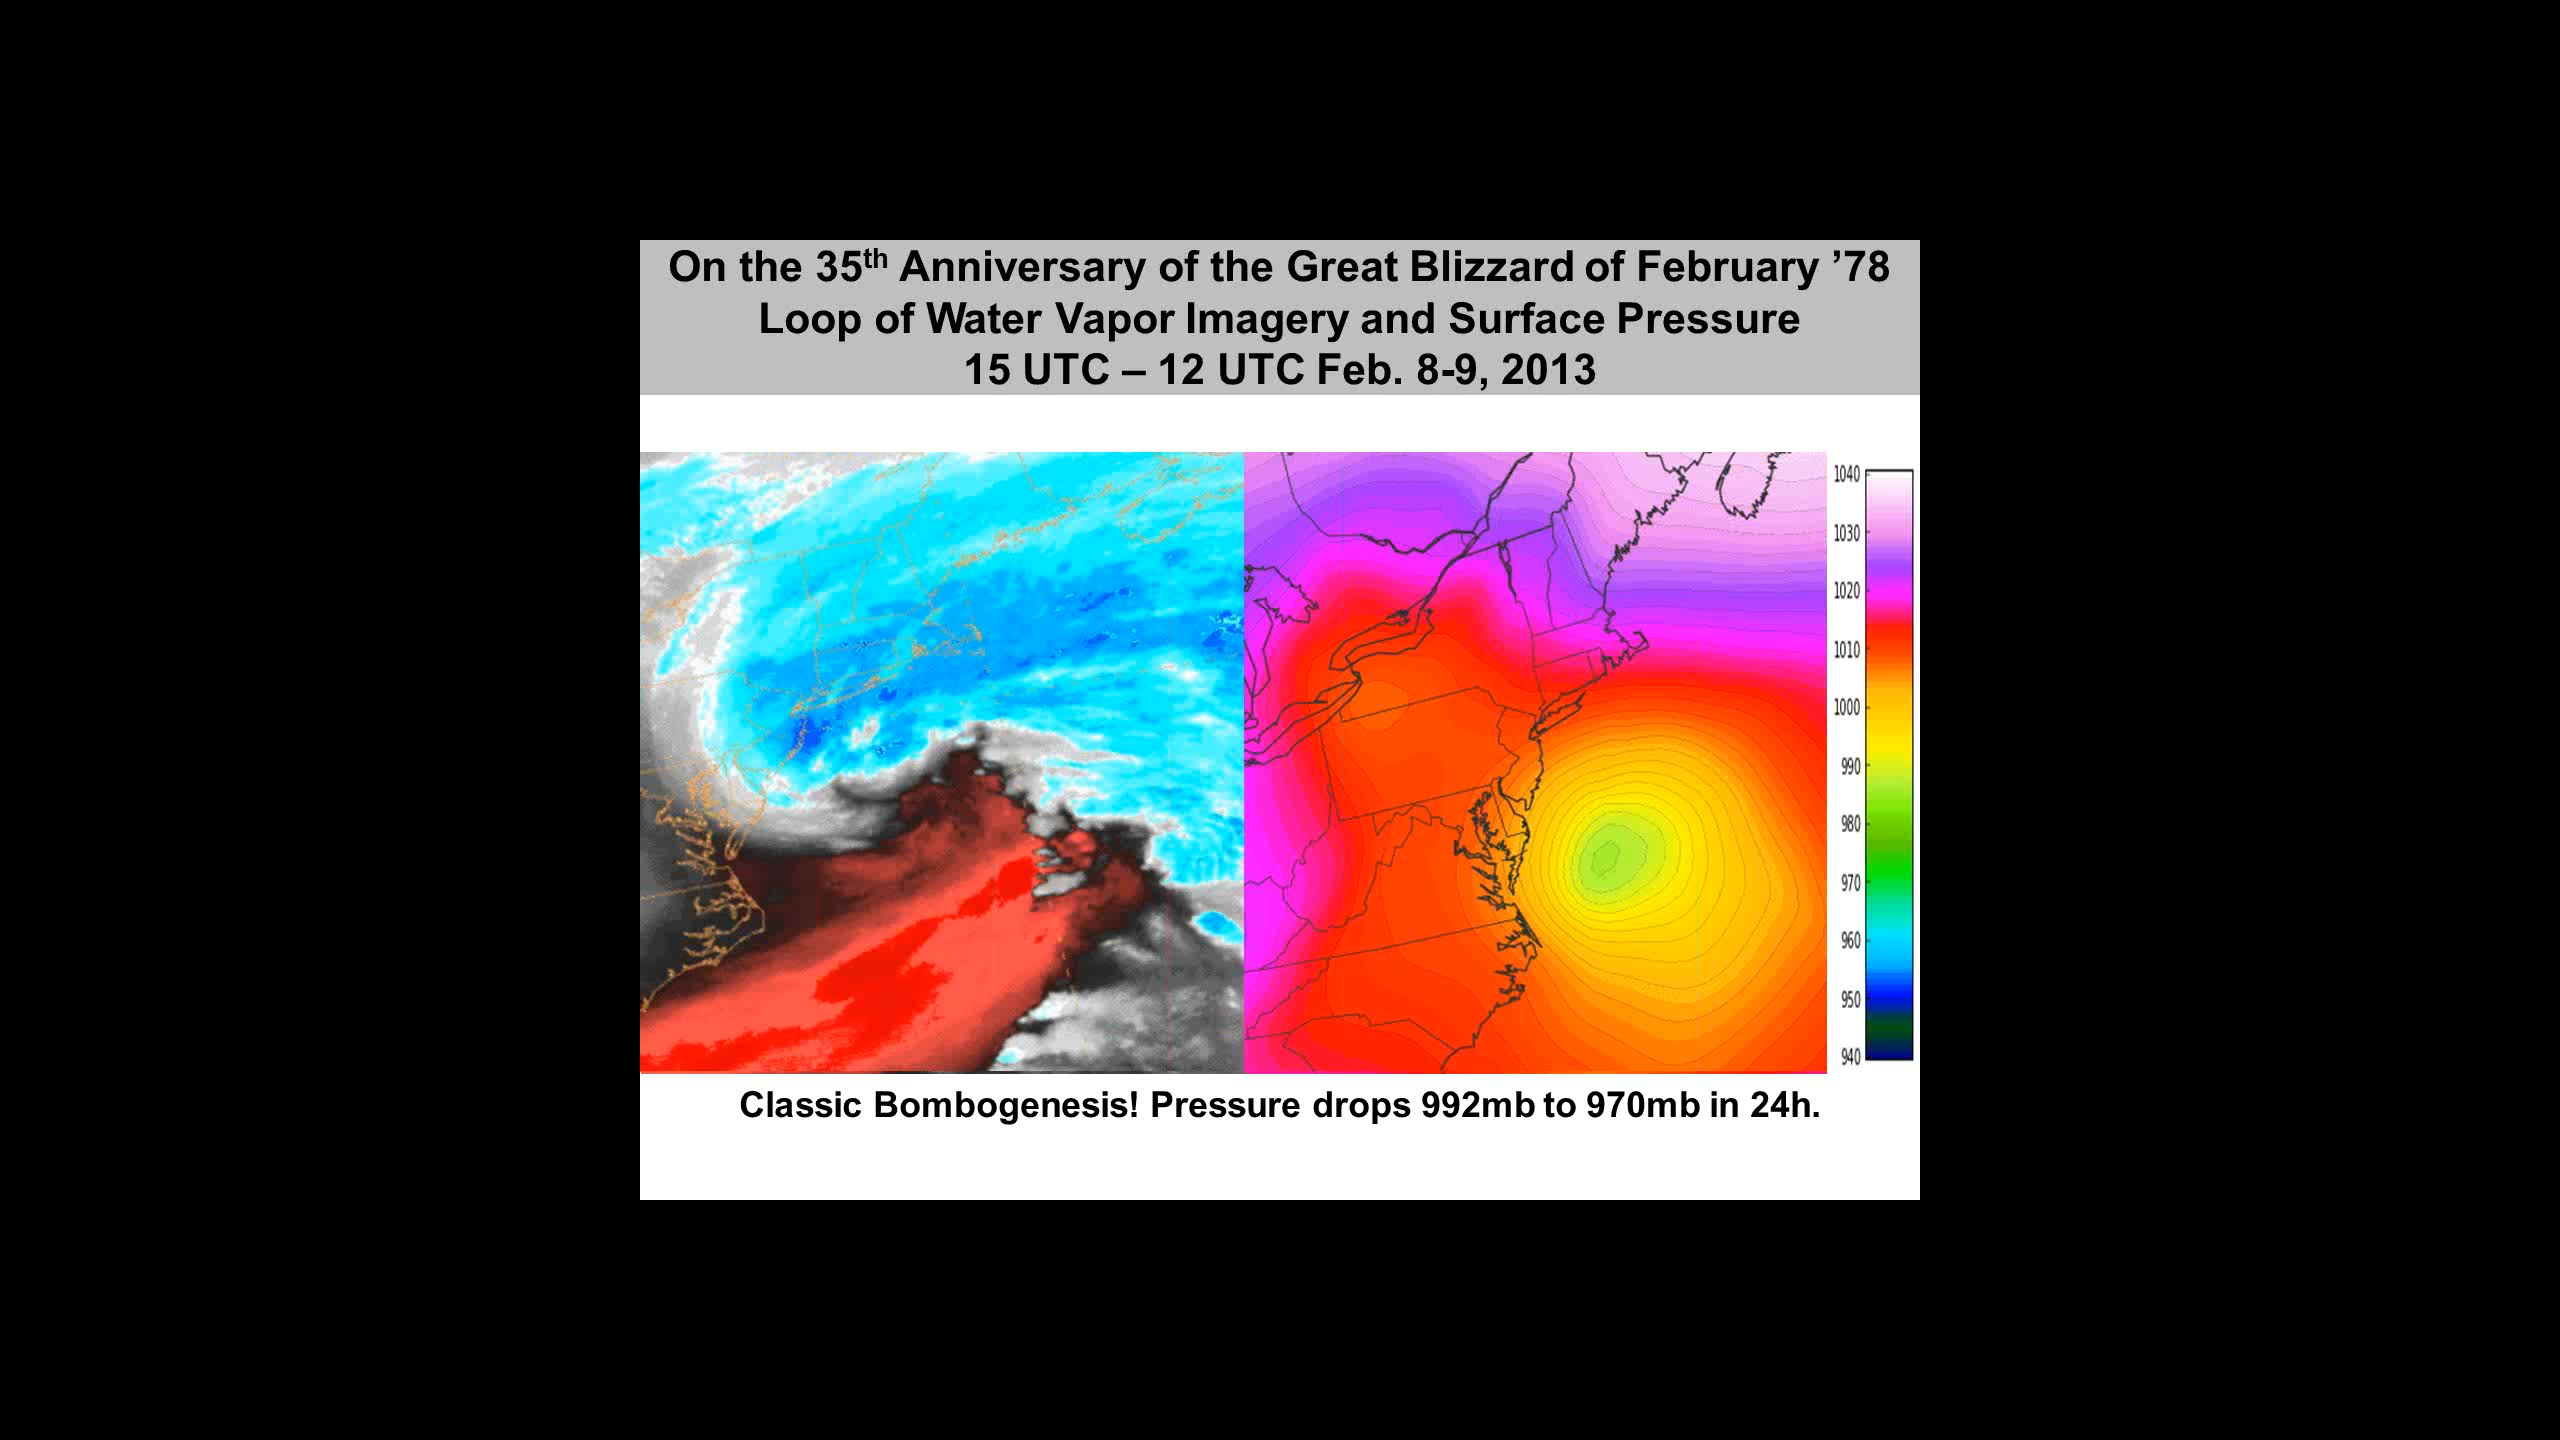 On the 35th Anniversary of the Great Blizzard of February ’78
Loop of Water Vapor Imagery and Surface Pressure
15 UTC – 12 UTC Feb. 8-9, 2013
1040
1030
1020
1010
1000
990
980
970
960
950
940
Classic Bombogenesis! Pressure drops 992mb to 970mb in 24h.